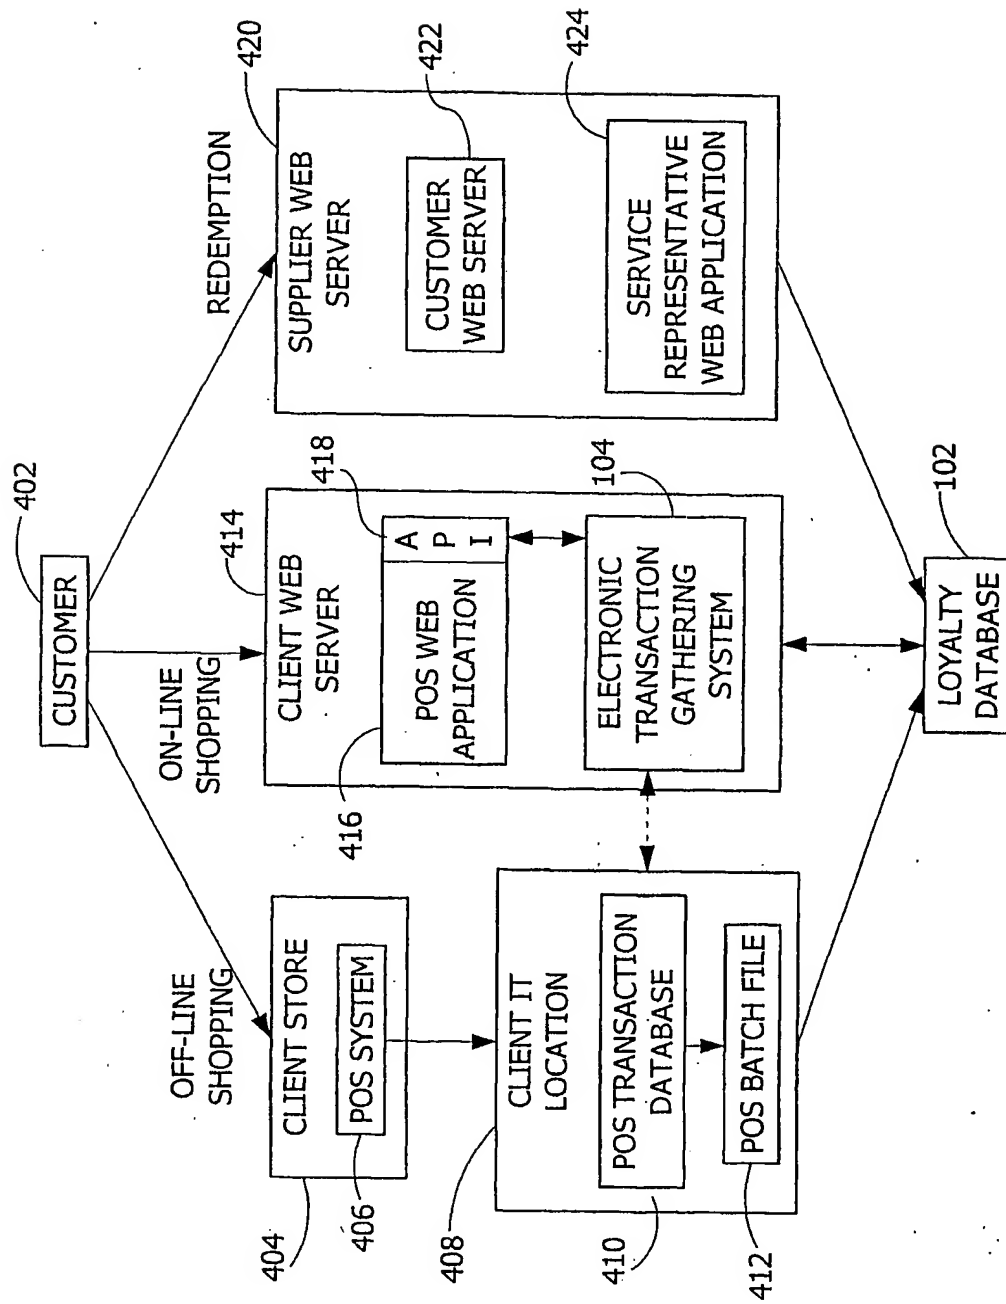 402
CUSTOMER
OFF-LINE
SHOPPING
ON-LINE
SHOPPING
REDEMPTION
404
CLIENT STORE
406
POS SYSTEM
408
CLIENT IT
LOCATION
410
POS TRANSACTION
DATABASE
412
POS BATCH FILE
414
CLIENT WEB
SERVER
416
POS WEB
APPLICATION
418
A
P
I
104
ELECTRONIC
TRANSACTION
GATHERING
SYSTEM
420
SUPPLIER WEB
SERVER
422
CUSTOMER
WEB SERVER
424
SERVICE
REPRESENTATIVE
WEB APPLICATION
102
LOYALTY
DATABASE